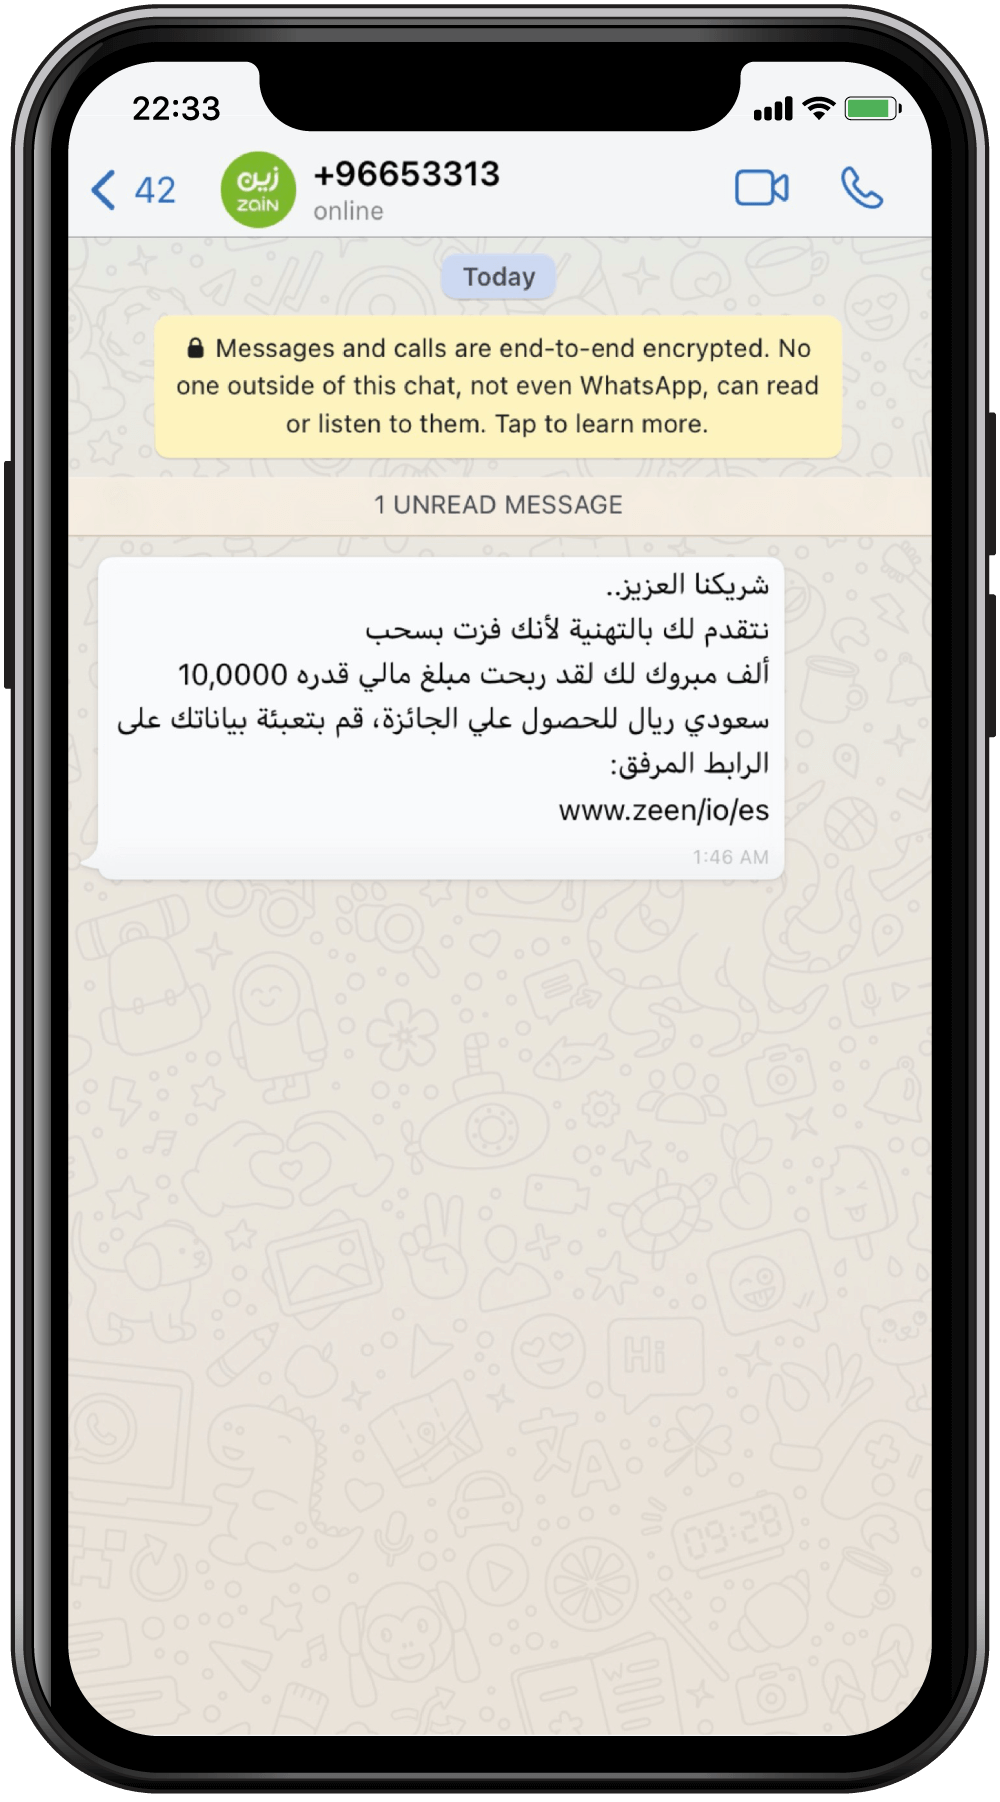 22:33
42
زين
zain
+96653313
online
Today
Messages and calls are end-to-end encrypted. No
one outside of this chat, not even WhatsApp, can read
or listen to them. Tap to learn more.
1 UNREAD MESSAGE
شريكنا العزيز..
نتقدم لك بالتهنية لأنك فزت بسحب
ألف مبروك لك لقد ربحت مبلغ مالي قدره 10,0000
سعودي ريال للحصول علي الجائزة، قم بتعبئة بياناتك على
الرابط المرفق:
www.zeen/io/es
1:46 AM
Hi
09:28